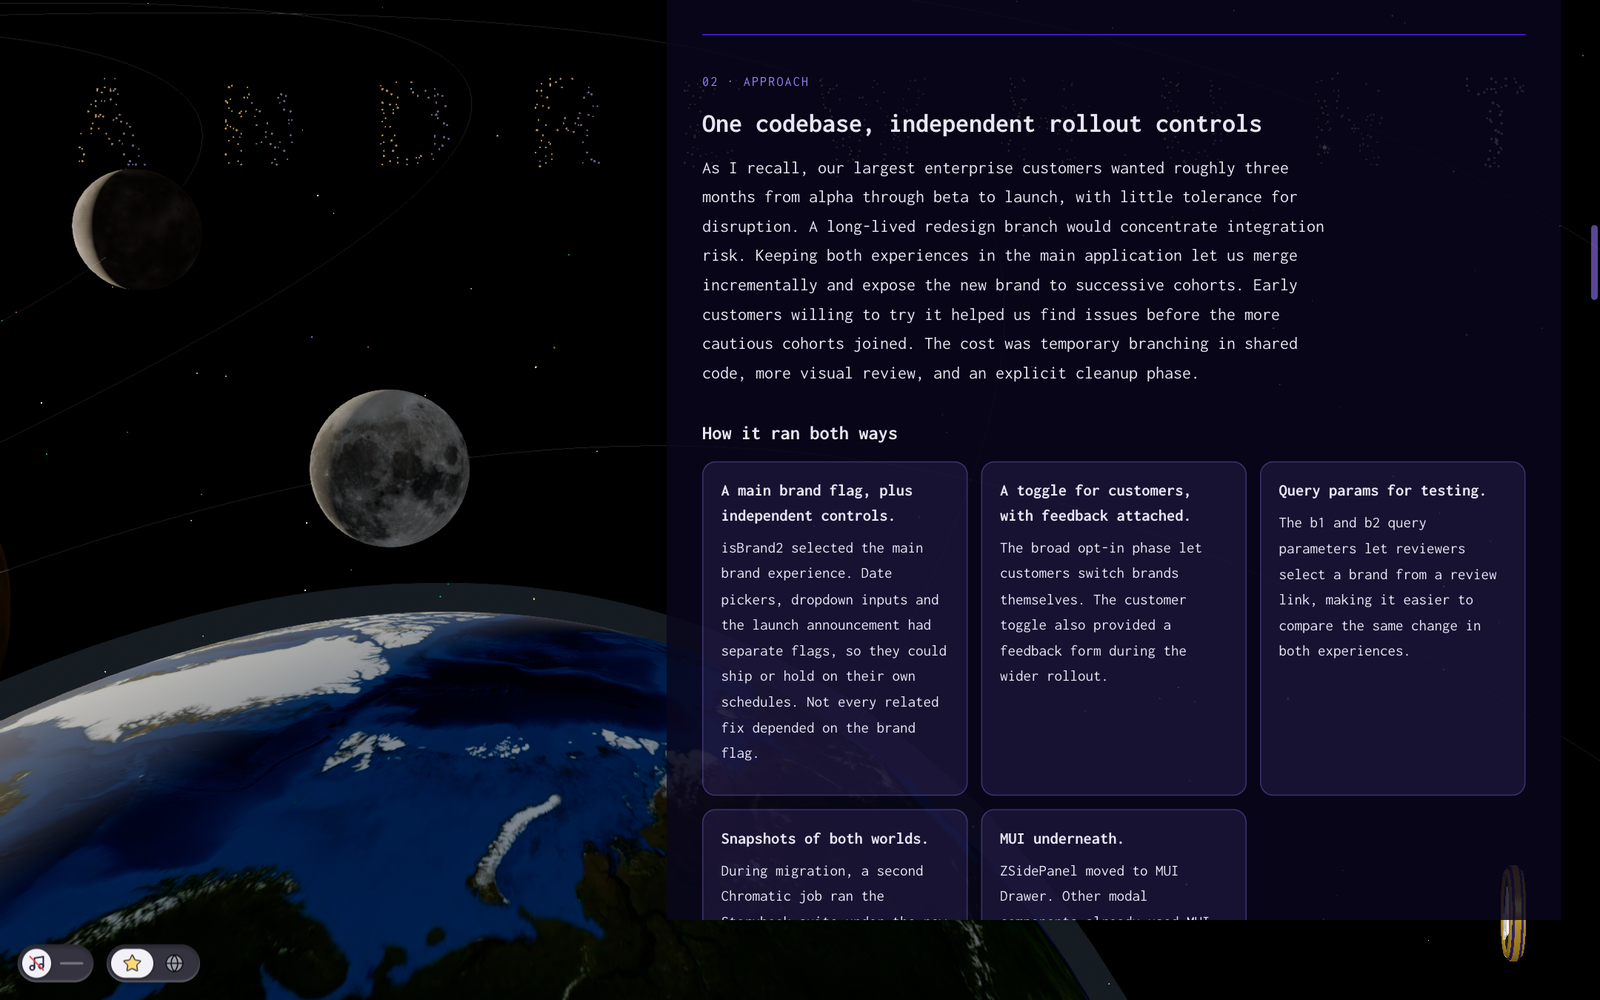 A B D R
02 · APPROACH
One codebase, independent rollout controls
As I recall, our largest enterprise customers wanted roughly three
months from alpha through beta to launch, with little tolerance for
disruption. A long-lived redesign branch would concentrate integration
risk. Keeping both experiences in the main application let us merge
incrementally and expose the new brand to successive cohorts. Early
customers willing to try it helped us find issues before the more
cautious cohorts joined. The cost was temporary branching in shared
code, more visual review, and an explicit cleanup phase.
How it ran both ways
A main brand flag, plus
independent controls.
isBrand2 selected the main
brand experience. Date
pickers, dropdown inputs and
the launch announcement had
separate flags, so they could
ship or hold on their own
schedules. Not every related
fix depended on the brand
flag.
A toggle for customers,
with feedback attached.
The broad opt-in phase let
customers switch brands
themselves. The customer
toggle also provided a
feedback form during the
wider rollout.
Query params for testing.
The b1 and b2 query
parameters let reviewers
select a brand from a review
link, making it easier to
compare the same change in
both experiences.
Snapshots of both worlds.
During migration, a second
Chromatic job ran the
MUI underneath.
ZSidePanel moved to MUI
Drawer. Other modal